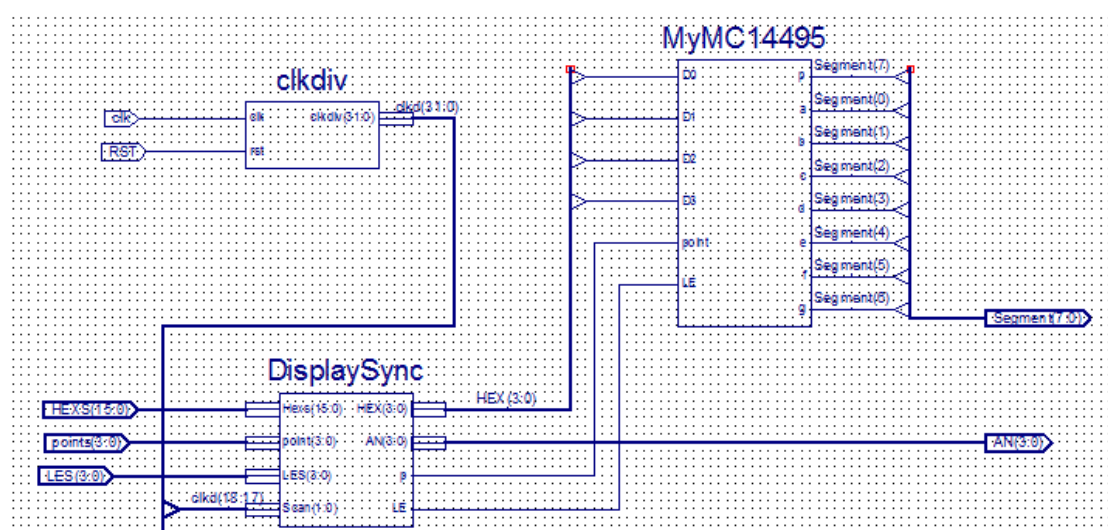 MyMC14495
clkdiv
clk
RST
clk
rst
clkdiv(31:0)
clkd(31:0)
D0
D1
D2
D3
point
LE
p
a
b
c
d
e
f
g
Segment(7)
Segment(0)
Segment(1)
Segment(2)
Segment(3)
Segment(4)
Segment(5)
Segment(6)
Segment(7:0)
DisplaySync
HEXS(15:0)
points(3:0)
LES(3:0)
clkd(18:17)
Hexs(15:0)
point(3:0)
LES(3:0)
Scan(1:0)
HEX(3:0)
AN(3:0)
p
LE
HEX(3:0)
AN(3:0)